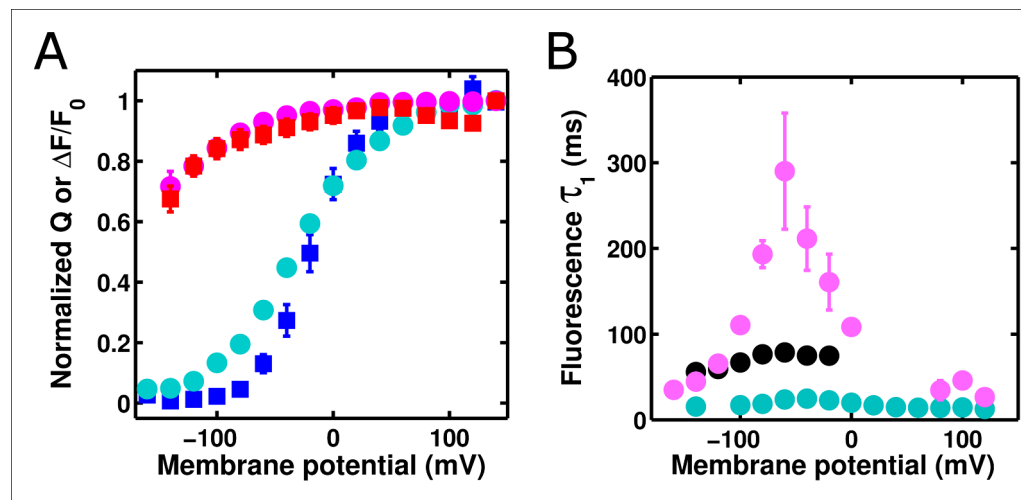 A
Normalized Q or ΔF/F0
1
0.8
0.6
0.4
0.2
0
−100
0
100
Membrane potential (mV)
B
Fluorescence τ1 (ms)
400
300
200
100
0
−100
0
100
Membrane potential (mV)